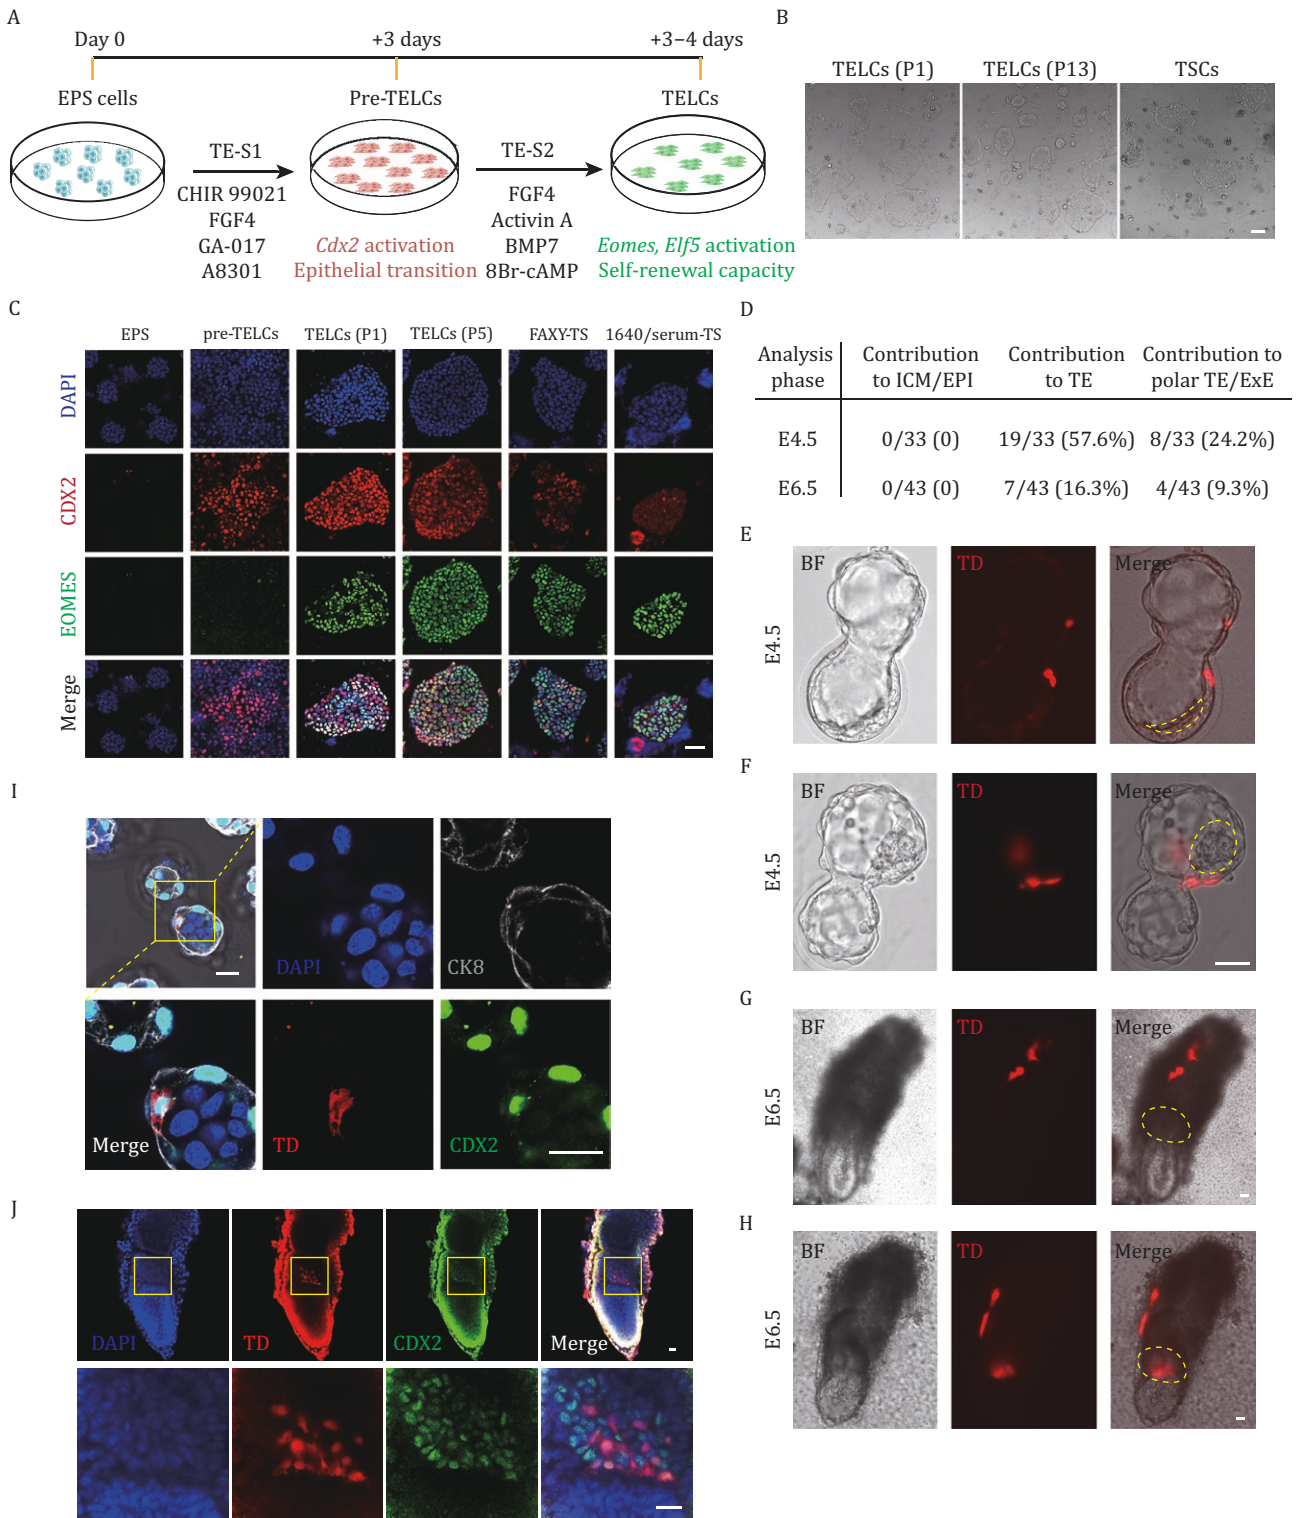 A
Day 0
+3 days
+3−4 days
EPS cells
Pre-TELCs
TELCs
TE-S1
CHIR 99021
FGF4
GA-017
A8301
TE-S2
FGF4
Activin A
BMP7
8Br-cAMP
Cdx2 activation
Epithelial transition
Eomes, Elf5 activation
Self-renewal capacity
B
TELCs (P1)
TELCs (P13)
TSCs
C
EPS
pre-TELCs
TELCs (P1)
TELCs (P5)
FAXY-TS
1640/serum-TS
DAPI
CDX2
EOMES
Merge
D
Analysis phase
Contribution to ICM/EPI
Contribution to TE
Contribution to polar TE/ExE
E4.5
0/33 (0)
19/33 (57.6%)
8/33 (24.2%)
E6.5
0/43 (0)
7/43 (16.3%)
4/43 (9.3%)
E
E4.5
BF
TD
Merge
F
E4.5
BF
TD
Merge
G
E6.5
BF
TD
Merge
H
E6.5
BF
TD
Merge
I
DAPI
CK8
Merge
TD
CDX2
J
DAPI
TD
CDX2
Merge